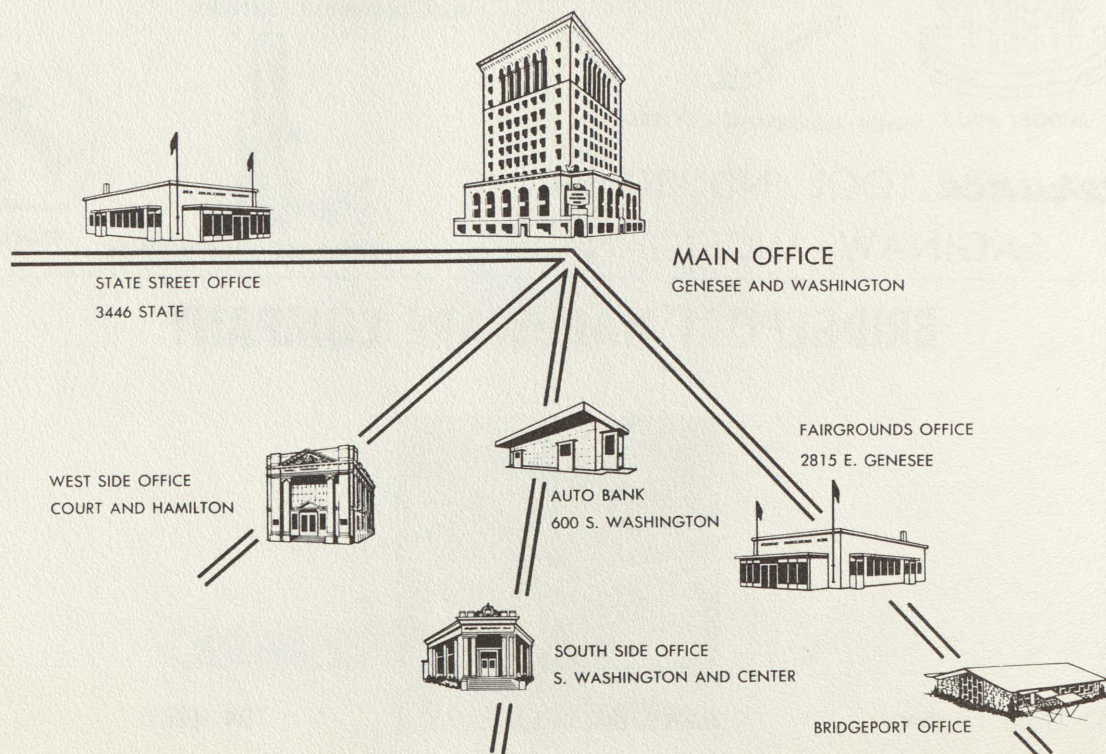 MAIN OFFICE
GENESEE AND WASHINGTON
STATE STREET OFFICE
3446 STATE
FAIRGROUNDS OFFICE
2815 E. GENESEE
WEST SIDE OFFICE
COURT AND HAMILTON
AUTO BANK
600 S. WASHINGTON
SOUTH SIDE OFFICE
S. WASHINGTON AND CENTER
BRIDGEPORT OFFICE